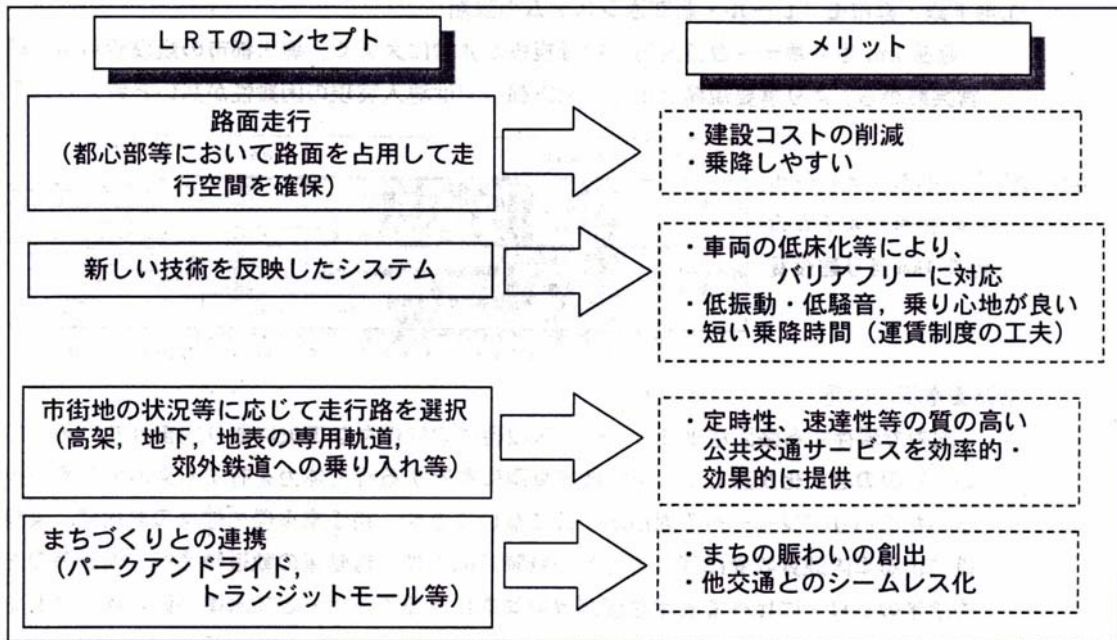 LRTのコンセプト
メリット
路面走行
(都心部等において路面を占用して走
行空間を確保)
・建設コストの削減
・乗降しやすい
新しい技術を反映したシステム
・車両の低床化等により、
バリアフリーに対応
・低振動・低騒音,乗り心地が良い
・短い乗降時間(運賃制度の工夫)
市街地の状況等に応じて走行路を選択
(高架,地下,地表の専用軌道,
郊外鉄道への乗り入れ等)
・定時性、速達性等の質の高い
公共交通サービスを効率的・
効果的に提供
まちづくりとの連携
(パークアンドライド,
トランジットモール等)
・まちの賑わいの創出
・他交通とのシームレス化